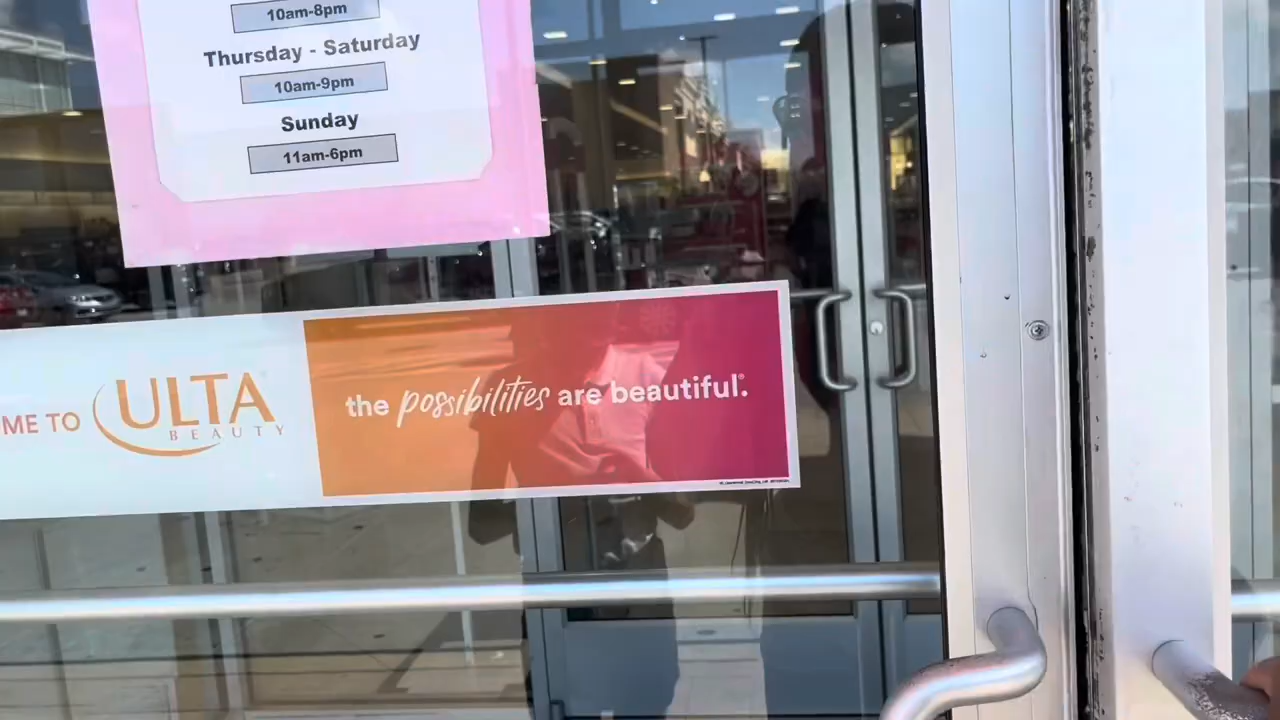 10am-8pm
Thursday - Saturday
10am-9pm
Sunday
11am-6pm
ME TO
ULTA
BEAUTY
the possibilities are beautiful.®